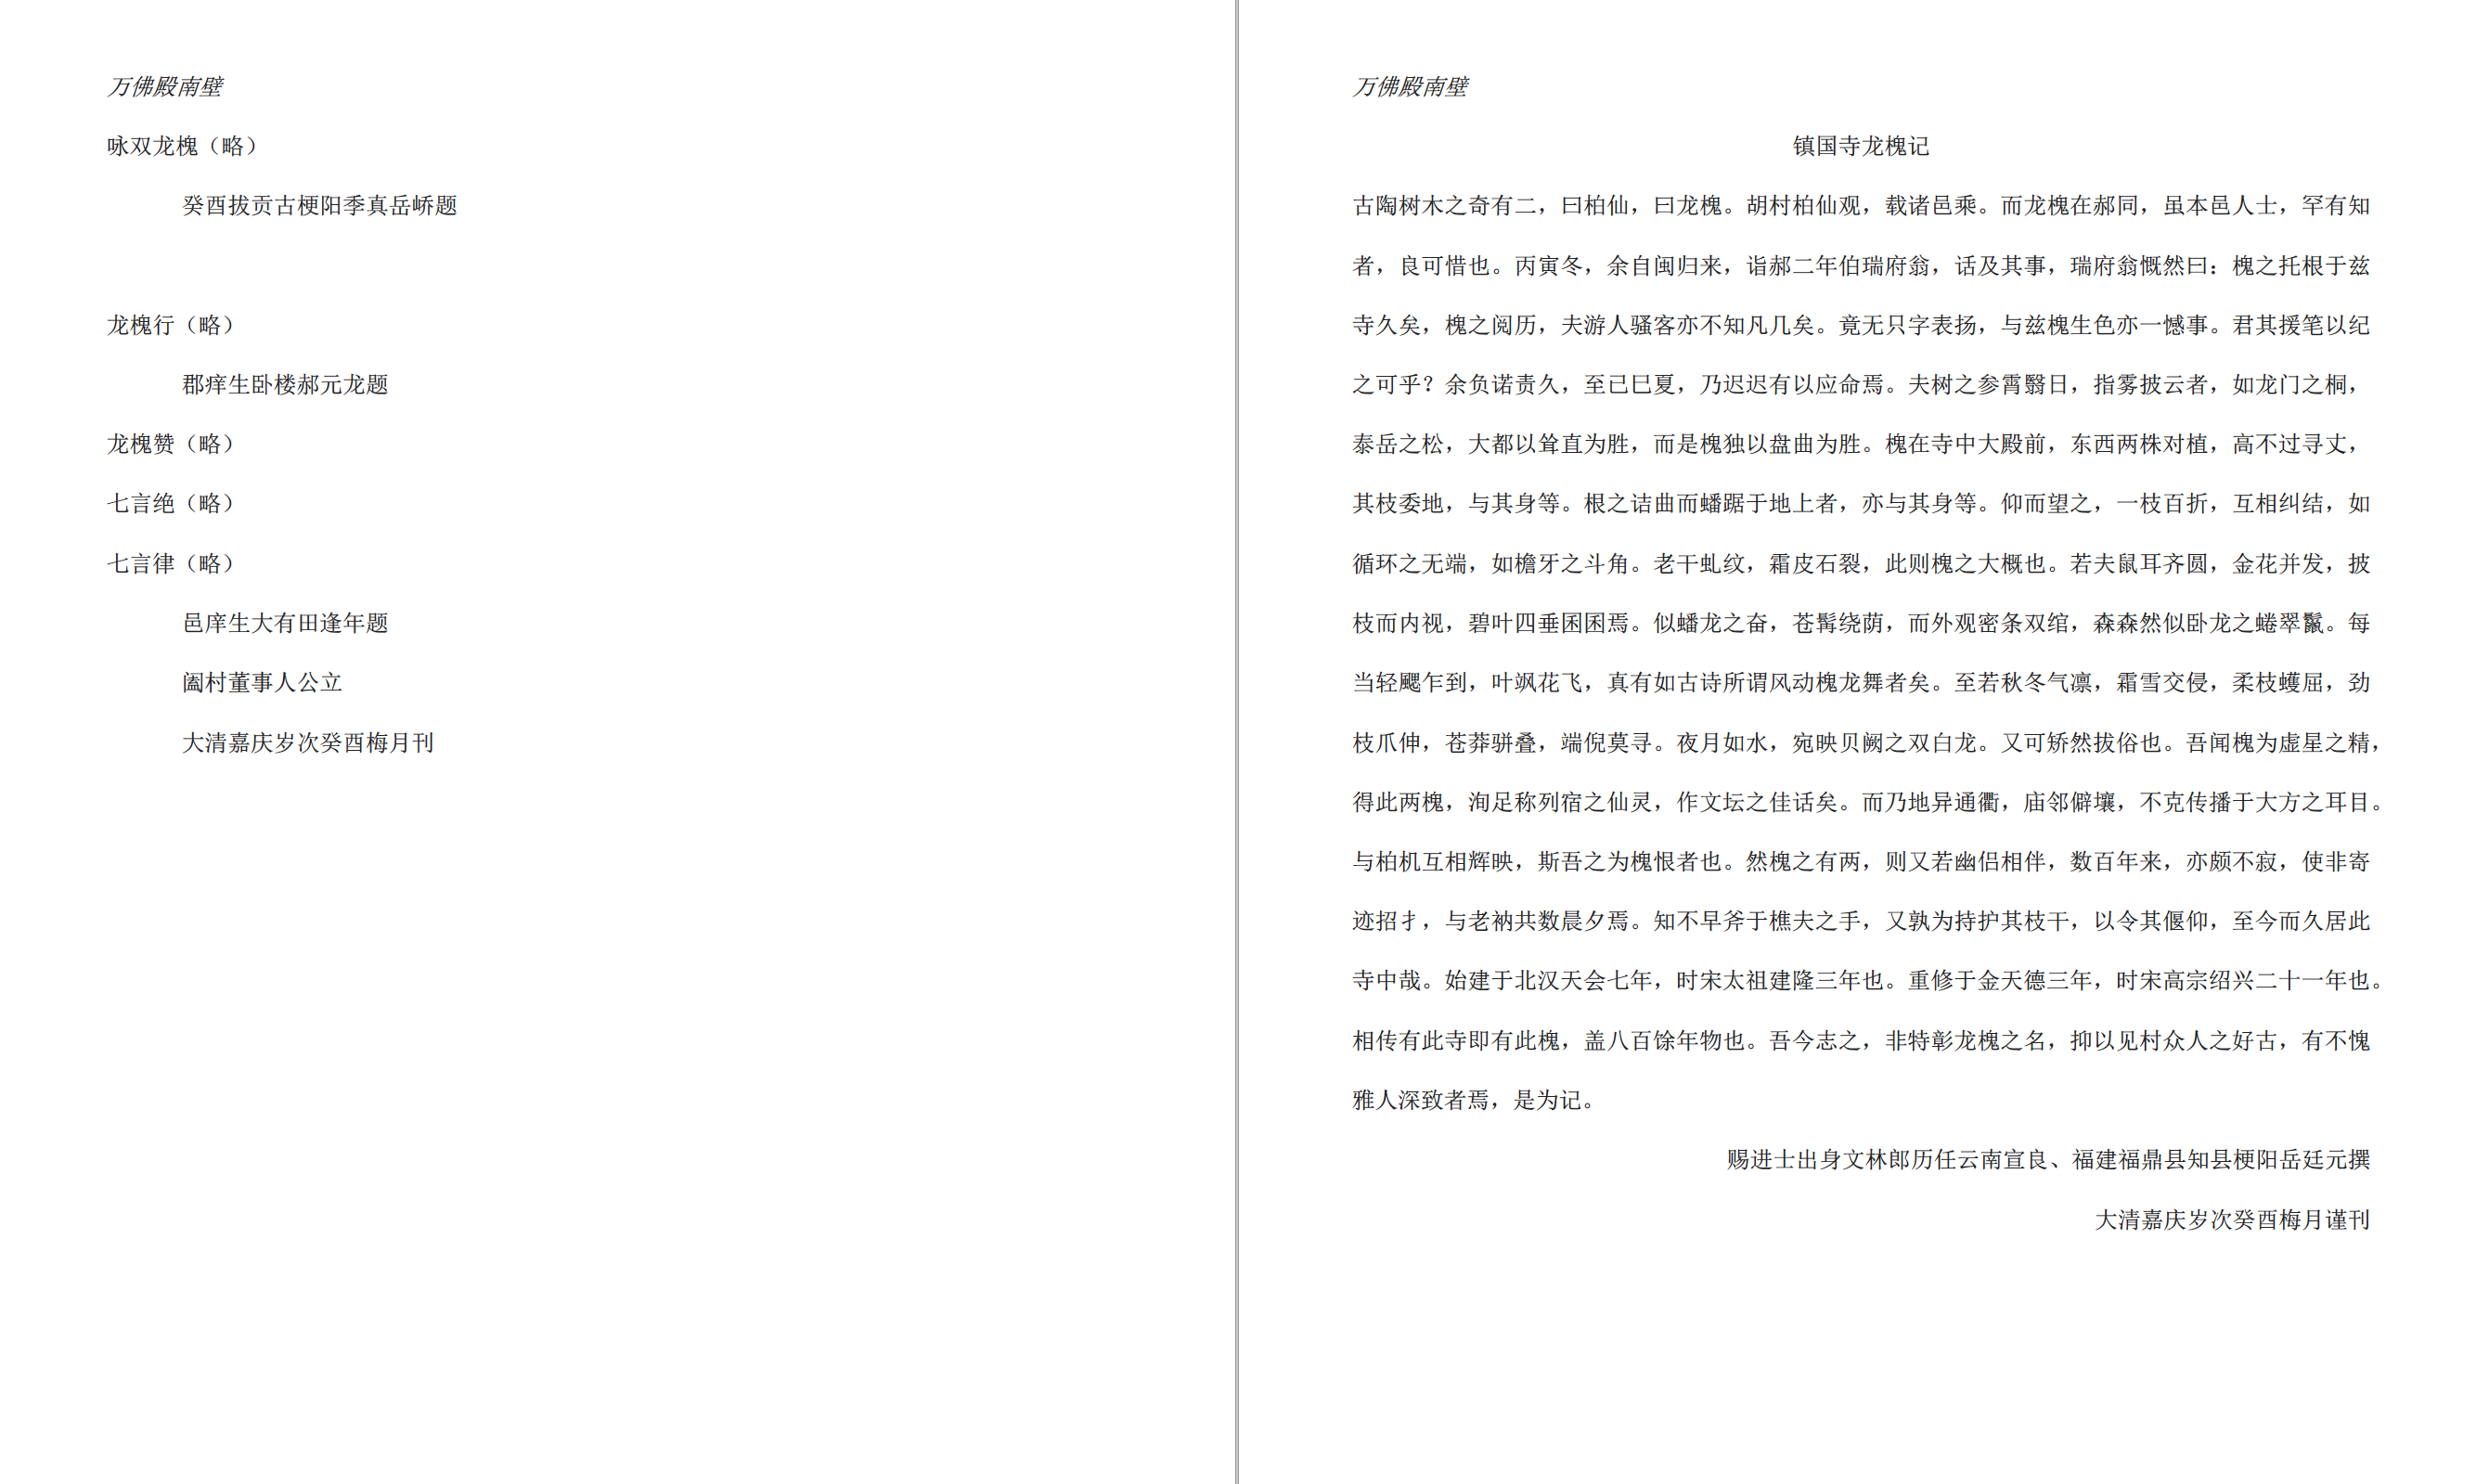 万佛殿南壁
咏双龙槐（略）
癸酉拔贡古梗阳季真岳峤题
龙槐行（略）
郡痒生卧楼郝元龙题
龙槐赞（略）
七言绝（略）
七言律（略）
邑庠生大有田逢年题
阖村董事人公立
大清嘉庆岁次癸酉梅月刊
万佛殿南壁
镇国寺龙槐记
古陶树木之奇有二，曰柏仙，曰龙槐。胡村柏仙观，载诸邑乘。而龙槐在郝同，虽本邑人士，罕有知
者，良可惜也。丙寅冬，余自闽归来，诣郝二年伯瑞府翁，话及其事，瑞府翁慨然曰：槐之托根于兹
寺久矣，槐之阅历，夫游人骚客亦不知凡几矣。竟无只字表扬，与兹槐生色亦一憾事。君其援笔以纪
之可乎？余负诺责久，至已巳夏，乃迟迟有以应命焉。夫树之参霄翳日，指雾披云者，如龙门之桐，
泰岳之松，大都以耸直为胜，而是槐独以盘曲为胜。槐在寺中大殿前，东西两株对植，高不过寻丈，
其枝委地，与其身等。根之诘曲而蟠踞于地上者，亦与其身等。仰而望之，一枝百折，互相纠结，如
循环之无端，如檐牙之斗角。老干虬纹，霜皮石裂，此则槐之大概也。若夫鼠耳齐圆，金花并发，披
枝而内视，碧叶四垂囷囷焉。似蟠龙之奋，苍髯绕荫，而外观密条双绾，森森然似卧龙之蜷翠鬣。每
当轻飔乍到，叶飒花飞，真有如古诗所谓风动槐龙舞者矣。至若秋冬气凛，霜雪交侵，柔枝蠖屈，劲
枝爪伸，苍莽骈叠，端倪莫寻。夜月如水，宛映贝阙之双白龙。又可矫然拔俗也。吾闻槐为虚星之精，
得此两槐，洵足称列宿之仙灵，作文坛之佳话矣。而乃地异通衢，庙邻僻壤，不克传播于大方之耳目。
与柏机互相辉映，斯吾之为槐恨者也。然槐之有两，则又若幽侣相伴，数百年来，亦颇不寂，使非寄
迹招扌，与老衲共数晨夕焉。知不早斧于樵夫之手，又孰为持护其枝干，以令其偃仰，至今而久居此
寺中哉。始建于北汉天会七年，时宋太祖建隆三年也。重修于金天德三年，时宋高宗绍兴二十一年也。
相传有此寺即有此槐，盖八百馀年物也。吾今志之，非特彰龙槐之名，抑以见村众人之好古，有不愧
雅人深致者焉，是为记。
赐进士出身文林郎历任云南宣良、福建福鼎县知县梗阳岳廷元撰
大清嘉庆岁次癸酉梅月谨刊